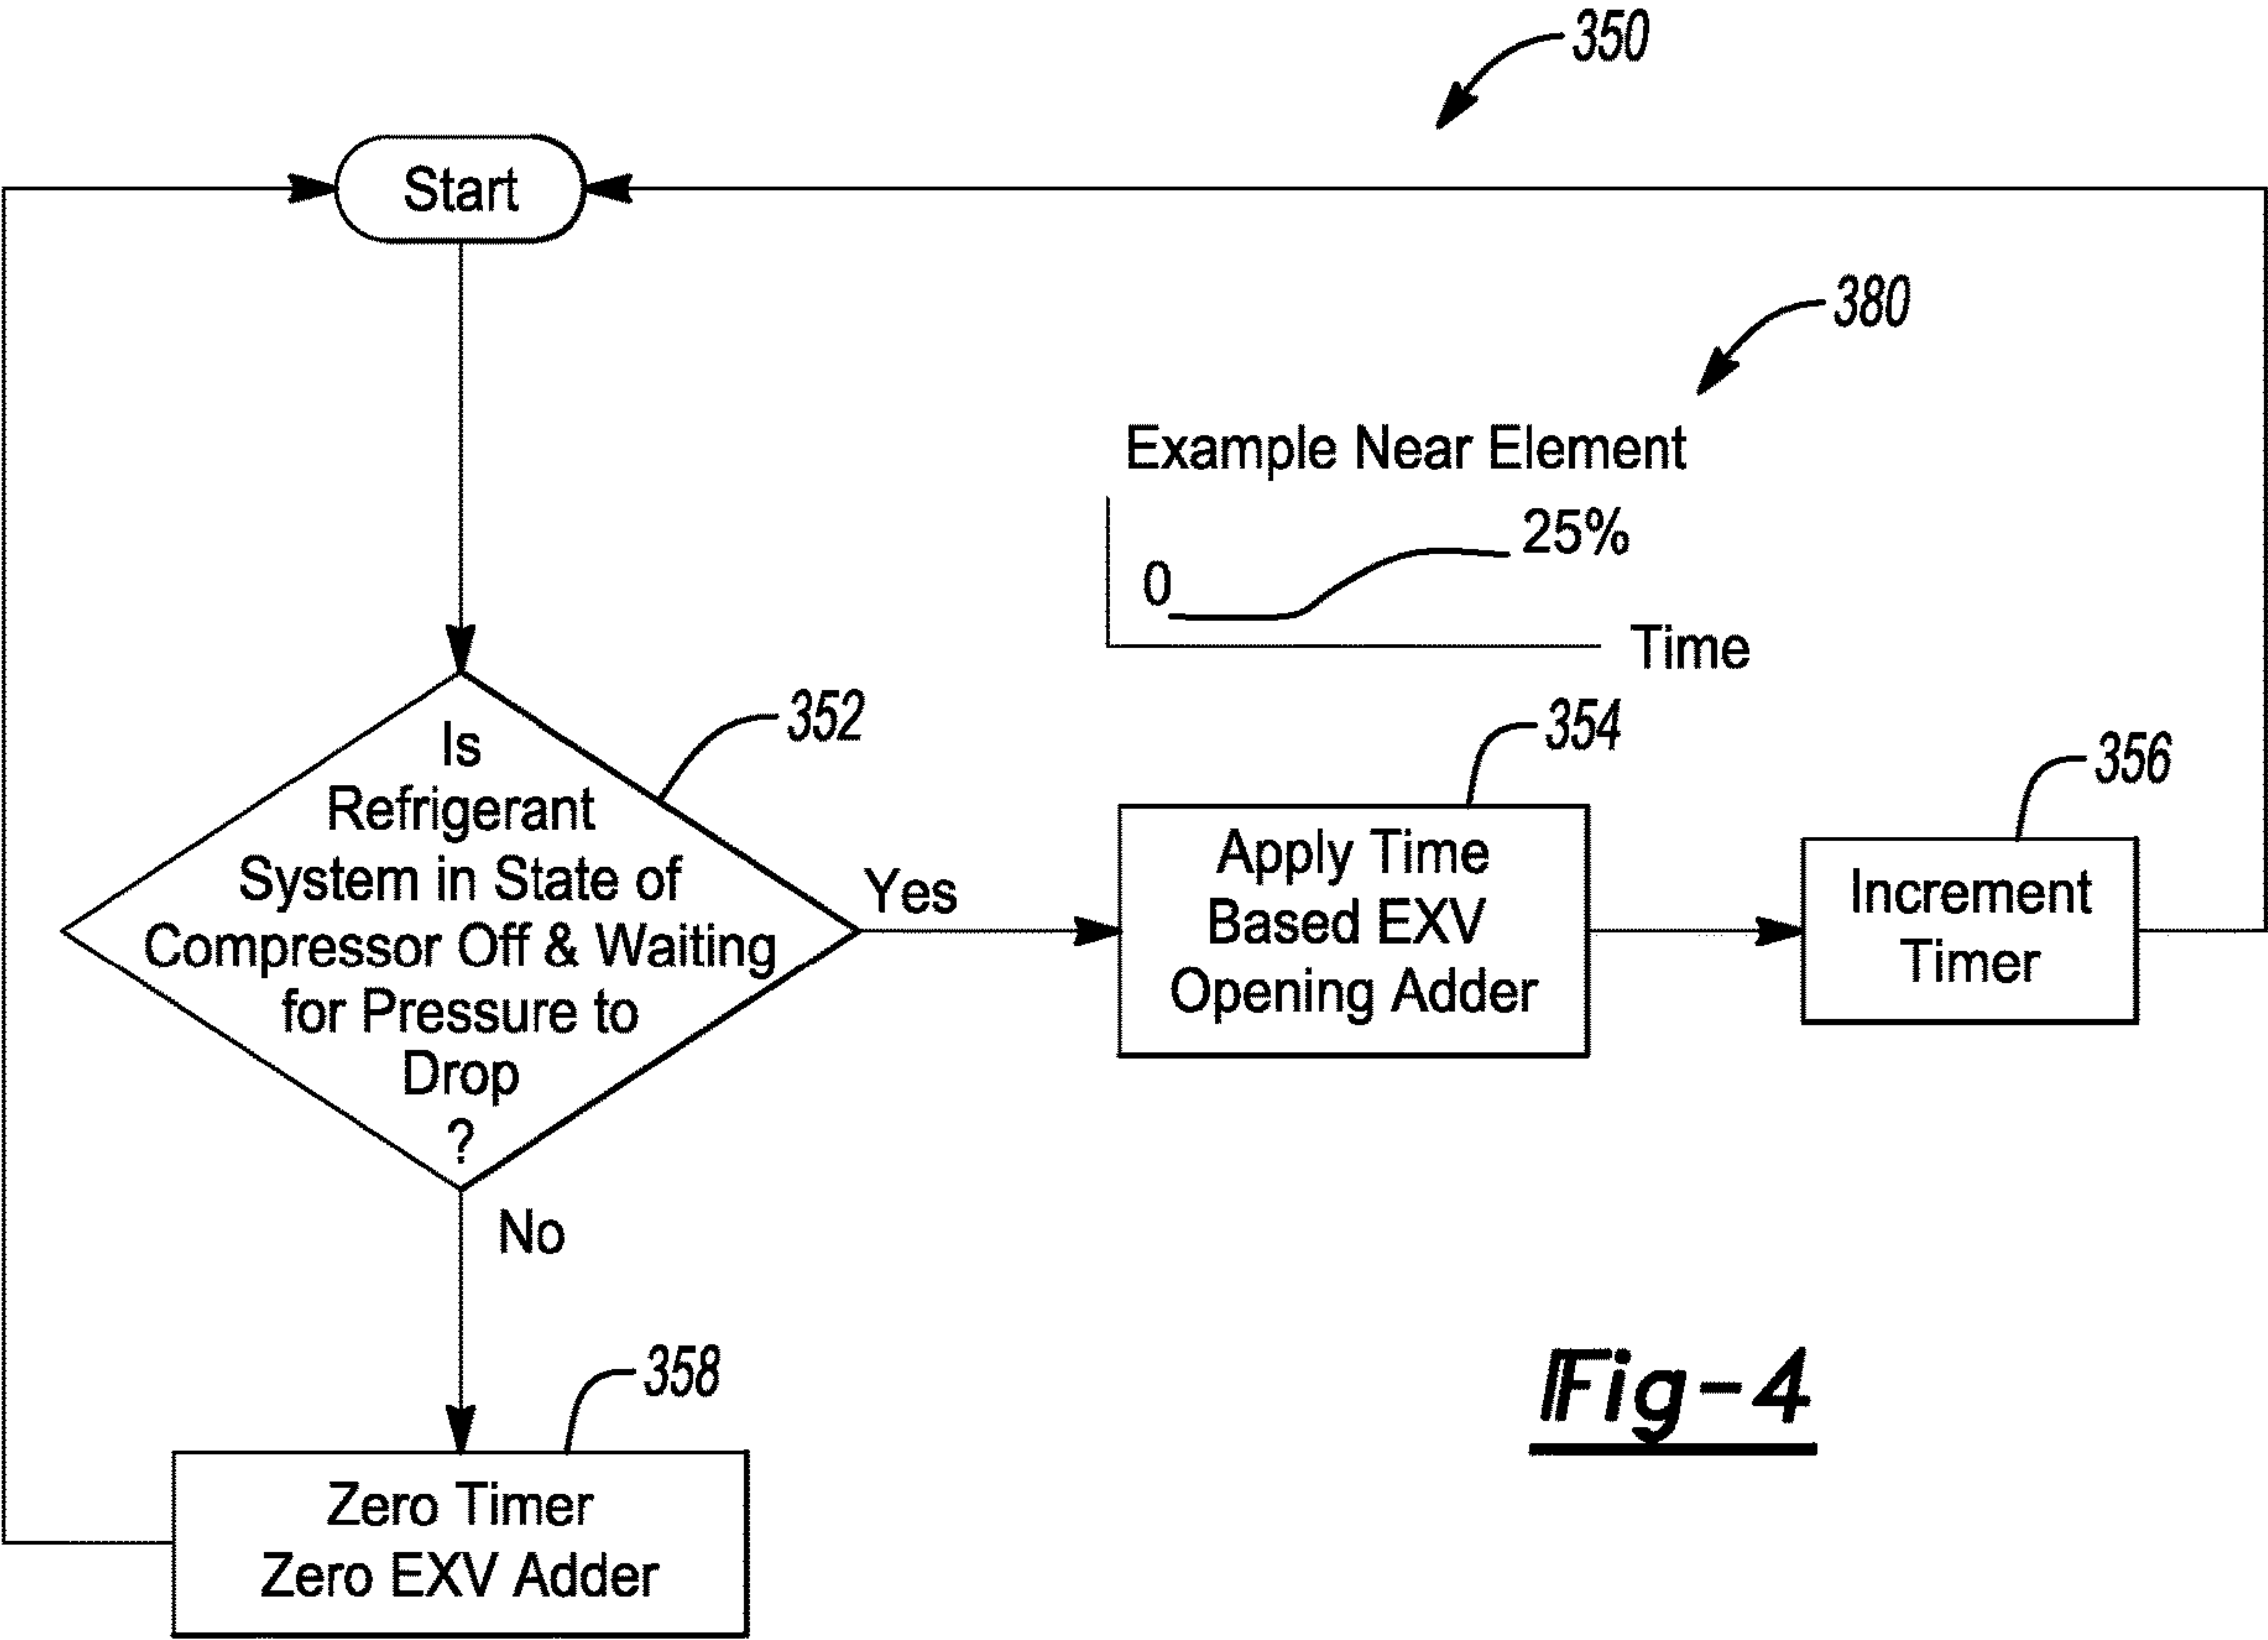 350
Start
380
Example Near Element
25%
0
Time
352
Is
Refrigerant
System in State of
Compressor Off & Waiting
for Pressure to
Drop
?
Yes
354
Apply Time
Based EXV
Opening Adder
356
Increment
Timer
No
358
Zero Timer
Zero EXV Adder
Fig-4